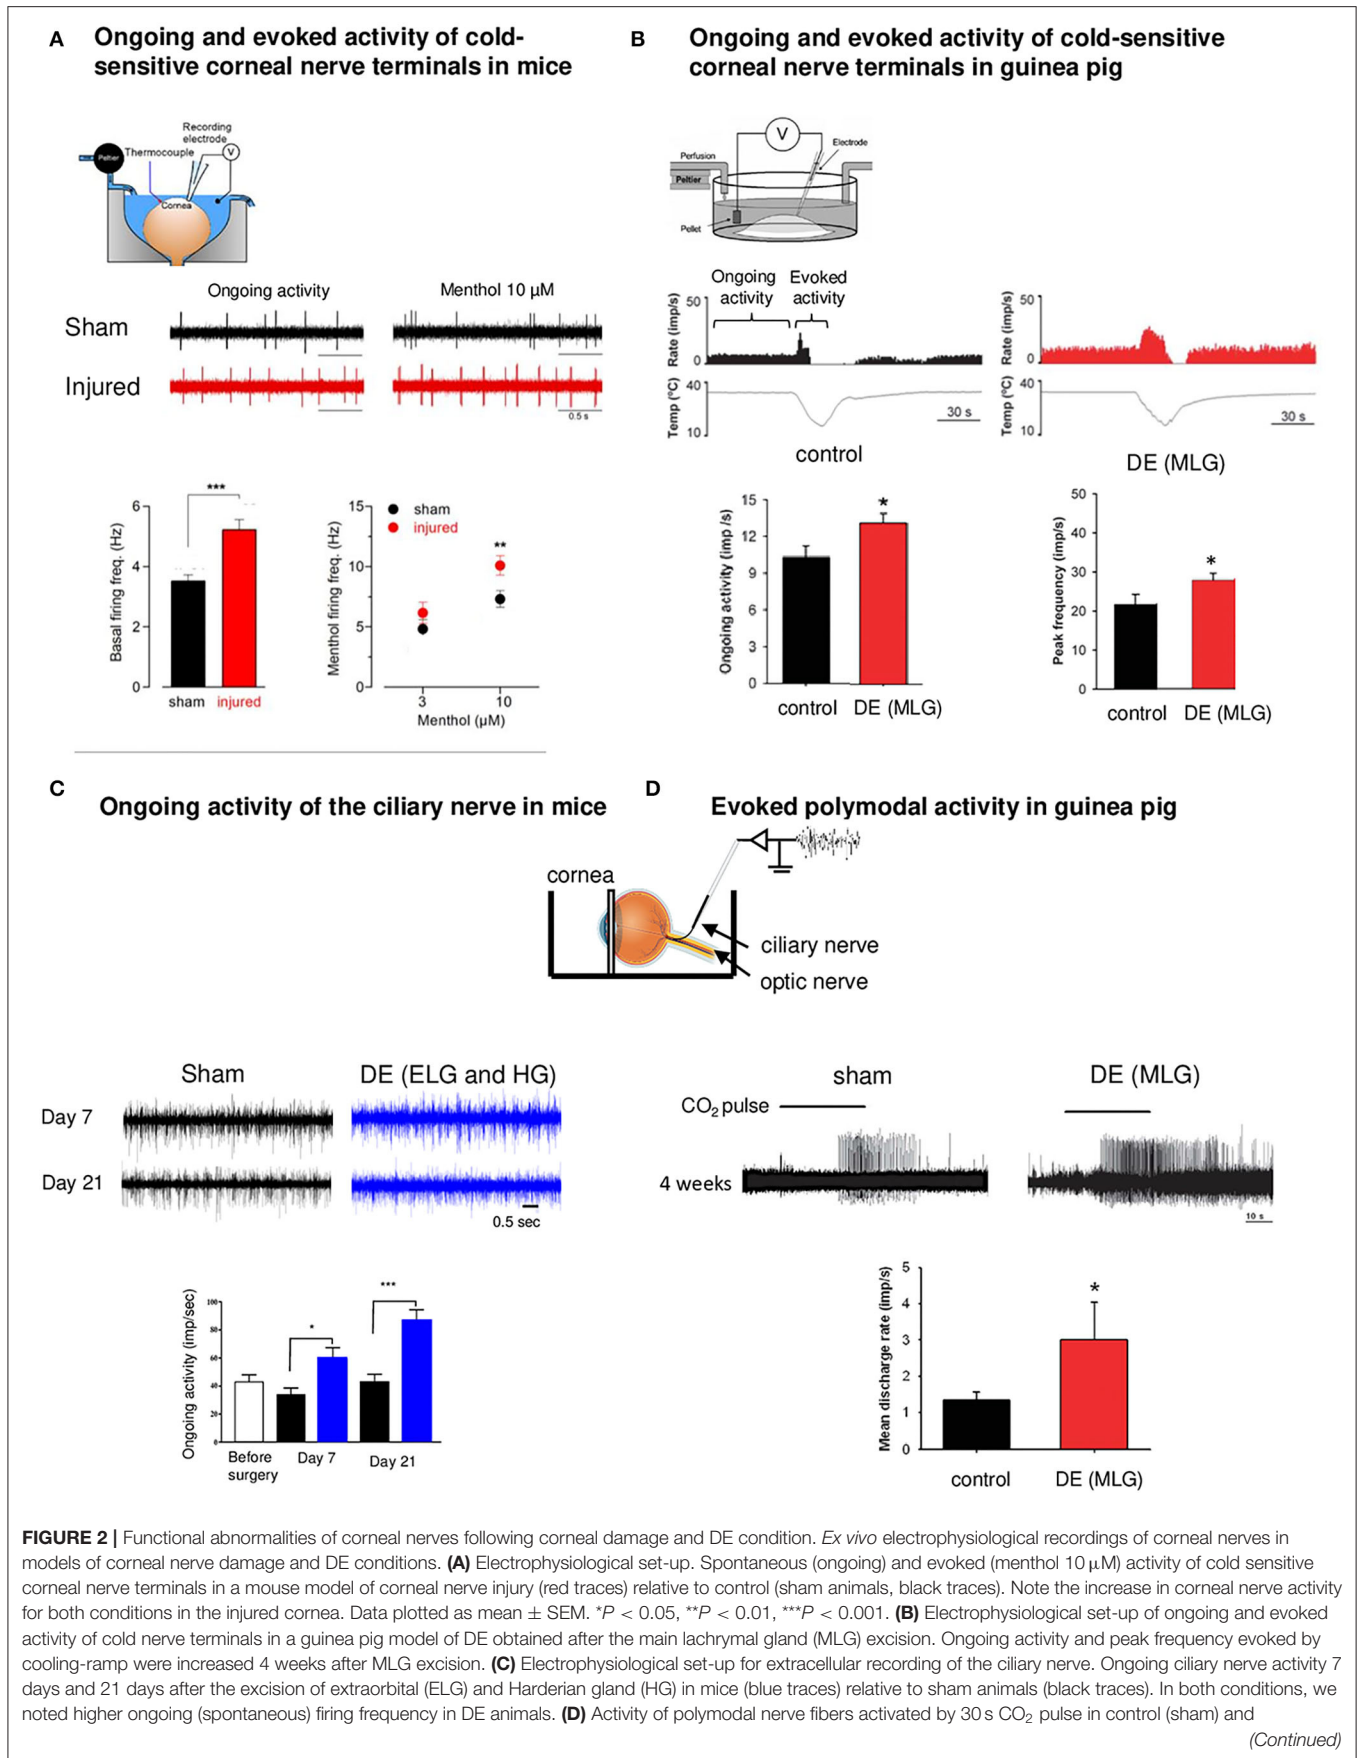 A
Ongoing and evoked activity of cold-
sensitive corneal nerve terminals in mice
Recording
electrode
Thermocouple
V
Peltier
Cornea
Ongoing activity
Menthol 10 µM
Sham
Injured
0.5 s
***
6
4
2
0
Basal firing freq. (Hz)
sham
injured
15
10
5
0
Menthol firing freq. (Hz)
sham
injured
**
3
10
Menthol (µM)
B
Ongoing and evoked activity of cold-sensitive
corneal nerve terminals in guinea pig
V
Electrode
Perfusion
Peltier
Pellet
Ongoing
activity
Evoked
activity
50
0
Rate (imp/s)
40
10
Temp (ºC)
30 s
control
50
0
Rate (imp/s)
40
10
Temp (ºC)
30 s
DE (MLG)
15
12
9
6
3
0
Ongoing activity (imp /s)
*
control
DE (MLG)
50
40
30
20
10
0
Peak frequency (imp/s)
*
control
DE (MLG)
C
Ongoing activity of the ciliary nerve in mice
D
Evoked polymodal activity in guinea pig
cornea
ciliary nerve
optic nerve
Sham
DE (ELG and HG)
Day 7
Day 21
0.5 sec
100
80
60
40
20
0
Ongoing activity (imp/sec)
*
***
Before
surgery
Day 7
Day 21
sham
DE (MLG)
CO₂ pulse
4 weeks
10 s
5
4
3
2
1
0
Mean discharge rate (imp/s)
*
control
DE (MLG)
FIGURE 2 | Functional abnormalities of corneal nerves following corneal damage and DE condition. Ex vivo electrophysiological recordings of corneal nerves in
models of corneal nerve damage and DE conditions. (A) Electrophysiological set-up. Spontaneous (ongoing) and evoked (menthol 10 µM) activity of cold sensitive
corneal nerve terminals in a mouse model of corneal nerve injury (red traces) relative to control (sham animals, black traces). Note the increase in corneal nerve activity
for both conditions in the injured cornea. Data plotted as mean ± SEM. *P < 0.05, **P < 0.01, ***P < 0.001. (B) Electrophysiological set-up of ongoing and evoked
activity of cold nerve terminals in a guinea pig model of DE obtained after the main lachrymal gland (MLG) excision. Ongoing activity and peak frequency evoked by
cooling-ramp were increased 4 weeks after MLG excision. (C) Electrophysiological set-up for extracellular recording of the ciliary nerve. Ongoing ciliary nerve activity 7
days and 21 days after the excision of extraorbital (ELG) and Harderian gland (HG) in mice (blue traces) relative to sham animals (black traces). In both conditions, we
noted higher ongoing (spontaneous) firing frequency in DE animals. (D) Activity of polymodal nerve fibers activated by 30 s CO₂ pulse in control (sham) and
(Continued)